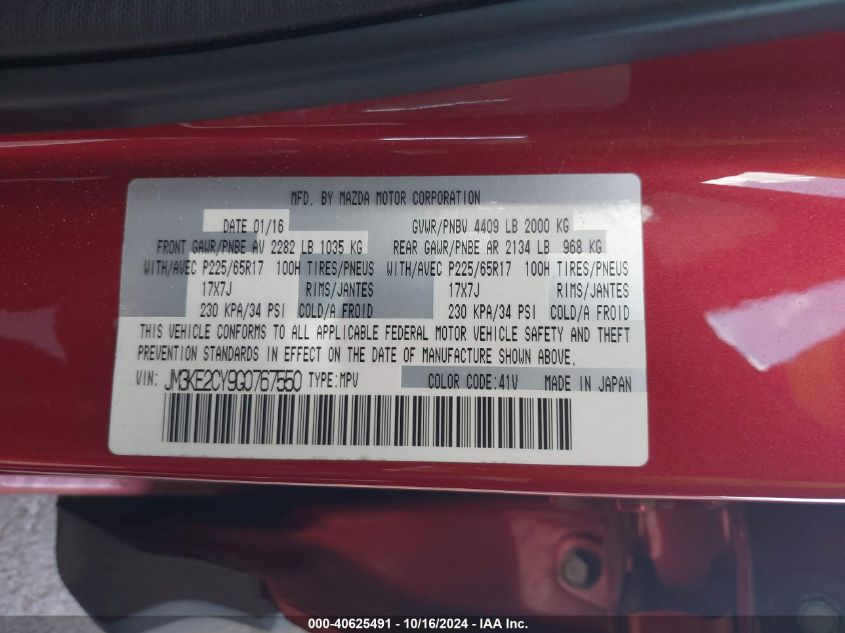 MFD. BY MAZDA MOTOR CORPORATION
DATE 01/16 GVWR/PNBV 4409 LB 2000 KG
FRONT GAWR/PNBE AV 2282 LB 1035 KG REAR GAWR/PNBE AR 2134 LB 968 KG
WITH/AVEC P225/65R17 100H TIRES/PNEUS WITH/AVEC P225/65R17 100H TIRES/PNEUS
17X7J RIMS/JANTES 17X7J RIMS/JANTES
230 KPA/34 PSI COLD/A FROID 230 KPA/34 PSI COLD/A FROID
THIS VEHICLE CONFORMS TO ALL APPLICABLE FEDERAL MOTOR VEHICLE SAFETY AND THEFT
PREVENTION STANDARDS IN EFFECT ON THE DATE OF MANUFACTURE SHOWN ABOVE.
VIN: JM3KE2CY9G0767550 TYPE:MPV COLOR CODE:41V MADE IN JAPAN
000-40625491 - 10/16/2024 - IAA Inc.